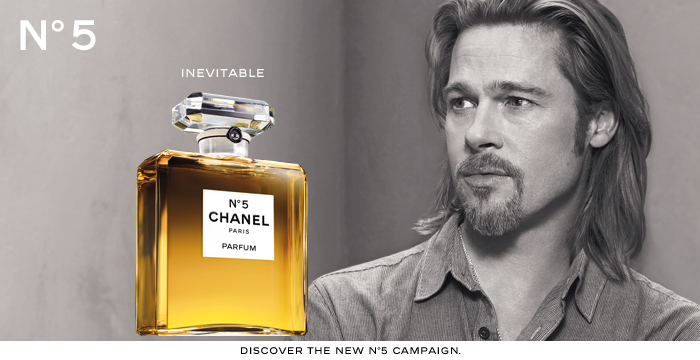 N°5
INEVITABLE
N°5
CHANEL
PARIS
PARFUM
DISCOVER THE NEW N°5 CAMPAIGN.